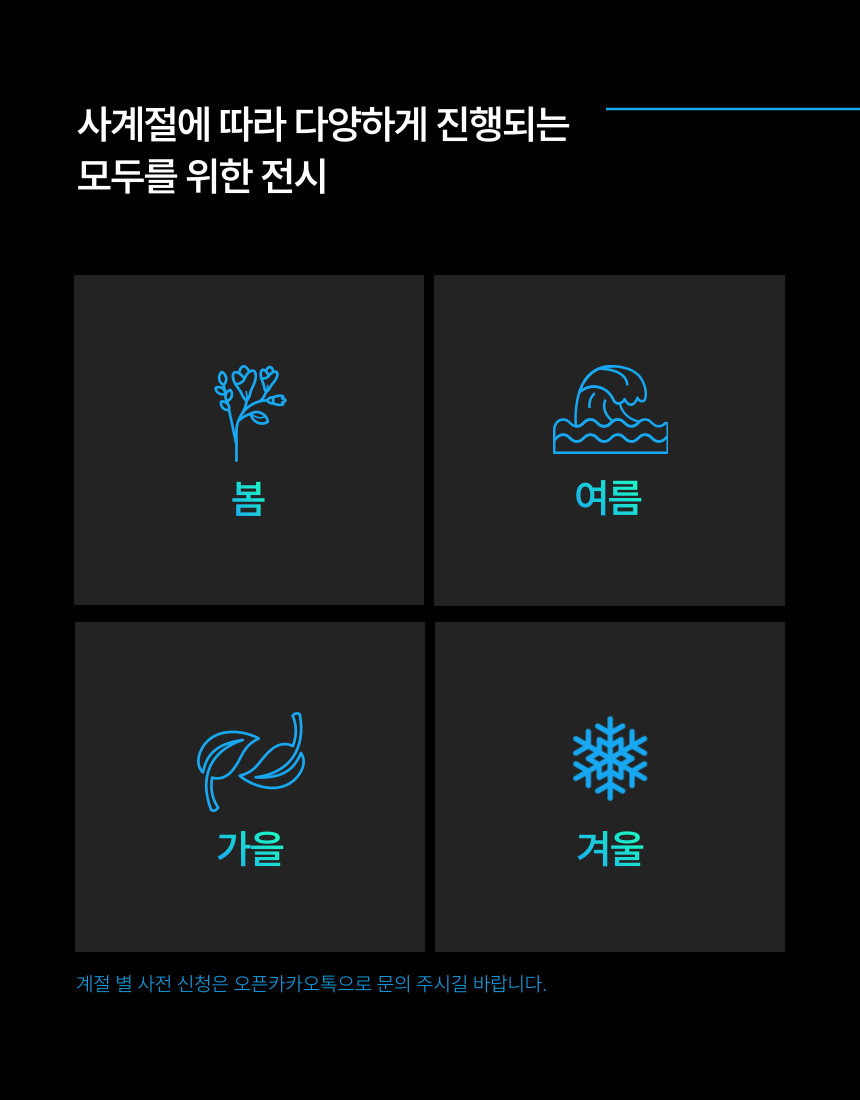 사계절에 따라 다양하게 진행되는
모두를 위한 전시
봄
여름
가을
겨울
계절 별 사전 신청은 오픈카카오톡으로 문의 주시길 바랍니다.